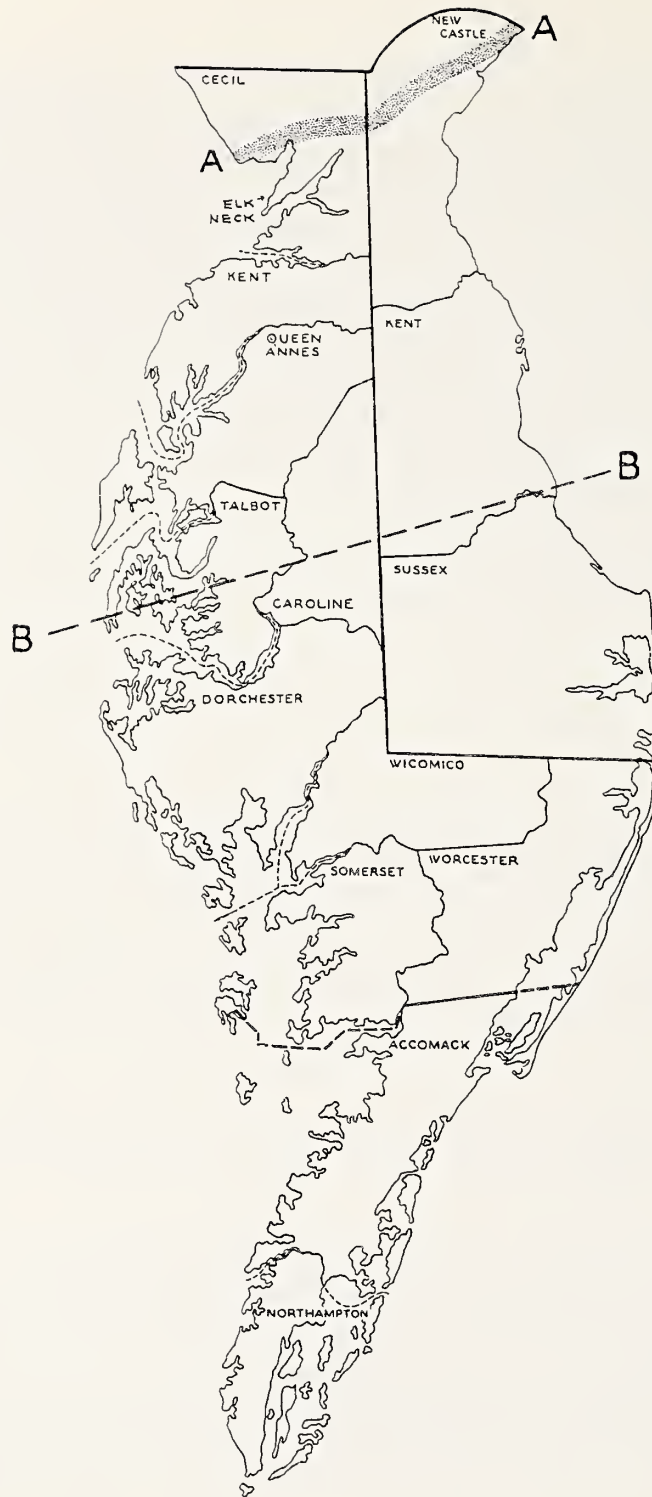 NEW
CASTLE
A
CECIL
A
ELK
NECK
KENT
KENT
QUEEN
ANNES
B
TALBOT
SUSSEX
CAROLINE
B
DORCHESTER
WICOMICO
SOMERSET
WORCESTER
ACCOMACK
NORTHAMPTON